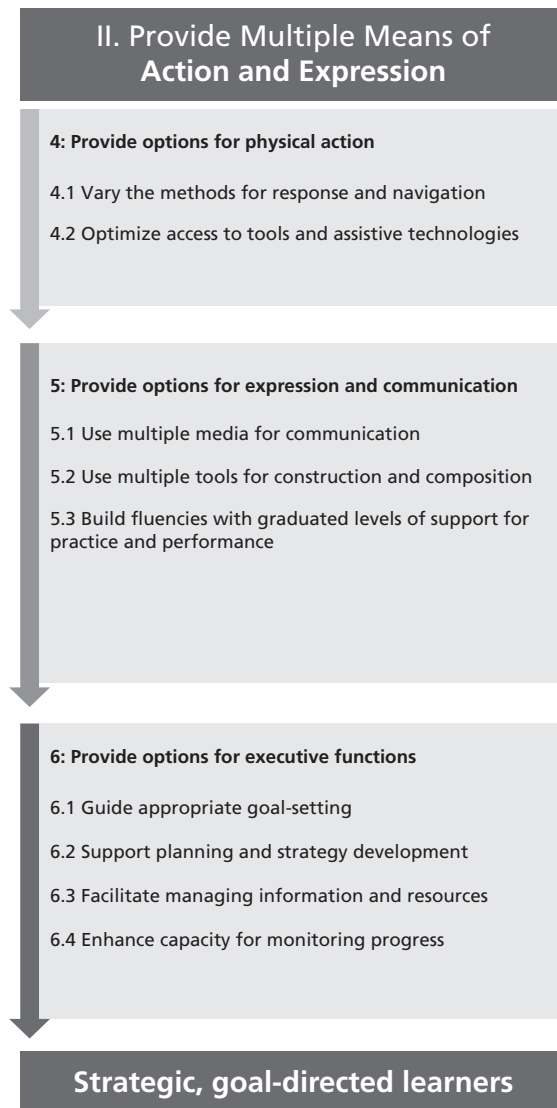 II. Provide Multiple Means of
Action and Expression
4: Provide options for physical action
4.1 Vary the methods for response and navigation
4.2 Optimize access to tools and assistive technologies
5: Provide options for expression and communication
5.1 Use multiple media for communication
5.2 Use multiple tools for construction and composition
5.3 Build fluencies with graduated levels of support for
practice and performance
6: Provide options for executive functions
6.1 Guide appropriate goal-setting
6.2 Support planning and strategy development
6.3 Facilitate managing information and resources
6.4 Enhance capacity for monitoring progress
Strategic, goal-directed learners